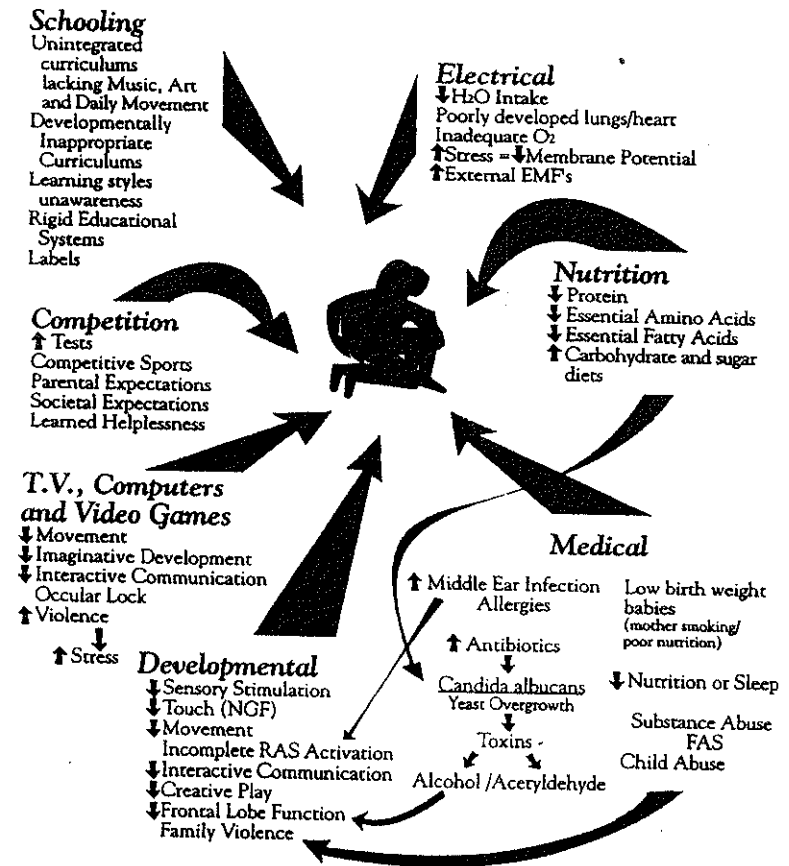 Schooling
Unintegrated
curriculums
lacking Music, Art
and Daily Movement
Developmentally
Inappropriate
Curriculums
Learning styles
unawareness
Rigid Educational
Systems
Labels
Electrical
⬇H2O Intake
Poorly developed lungs/heart
Inadequate O2
⬆Stress = ⬇Membrane Potential
⬆External EMF's
Nutrition
⬇Protein
⬇Essential Amino Acids
⬇Essential Fatty Acids
⬆Carbohydrate and sugar
diets
Competition
⬆ Tests
Competitive Sports
Parental Expectations
Societal Expectations
Learned Helplessness
T.V., Computers
and Video Games
⬇Movement
⬇Imaginative Development
⬇Interactive Communication
Occular Lock
⬆Violence
⬇
⬆Stress
Developmental
⬇Sensory Stimulation
⬇Touch (NGF)
⬇Movement
Incomplete RAS Activation
⬇Interactive Communication
⬇Creative Play
⬇Frontal Lobe Function
Family Violence
Medical
⬆ Middle Ear Infection
Allergies
⬆ Antibiotics
Candida albucans
Yeast Overgrowth
Toxins
Alcohol /Acetyldehyde
Low birth weight
babies
(mother smoking/
poor nutrition)
⬇Nutrition or Sleep
Substance Abuse
FAS
Child Abuse